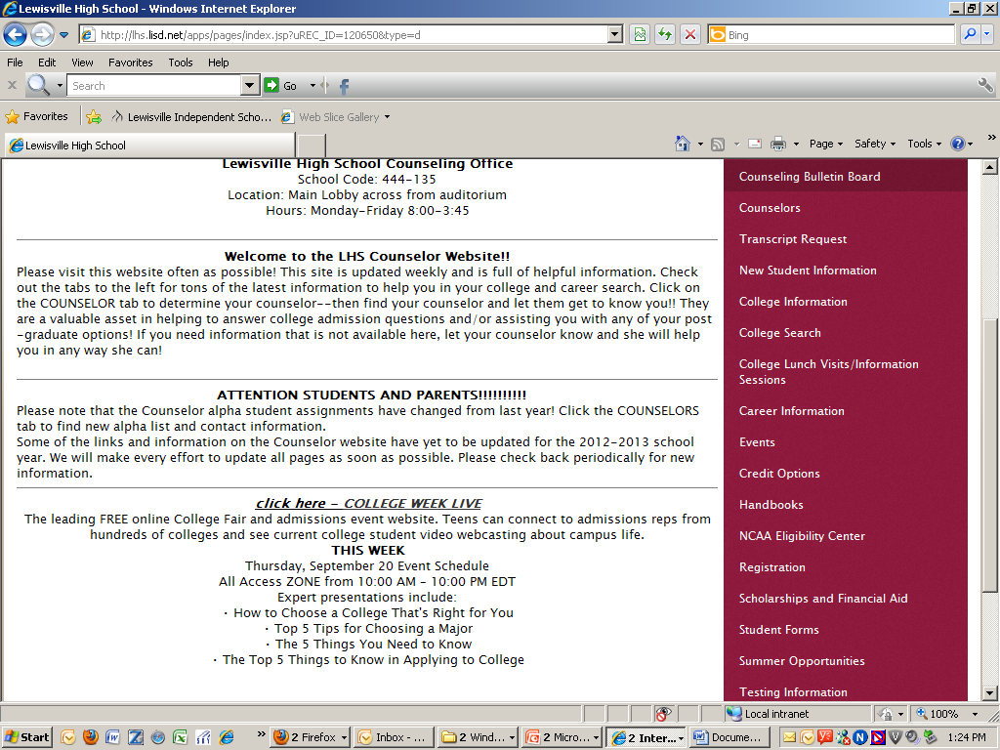 Lewisville High School - Windows Internet Explorer
http://lhs.lisd.net/apps/pages/index.jsp?uREC_ID=120650&type=d
Bing
File Edit View Favorites Tools Help
x Search Go
Favorites Lewisville Independent Scho... Web Slice Gallery
Lewisville High School Page Safety Tools »
Lewisville High School Counseling Office
School Code: 444-135
Location: Main Lobby across from auditorium
Hours: Monday-Friday 8:00-3:45
Welcome to the LHS Counselor Website!!
Please visit this website often as possible! This site is updated weekly and is full of helpful information. Check
out the tabs to the left for tons of the latest information to help you in your college and career search. Click on
the COUNSELOR tab to determine your counselor--then find your counselor and let them get to know you!! They
are a valuable asset in helping to answer college admission questions and/or assisting you with any of your post
-graduate options! If you need information that is not available here, let your counselor know and she will help
you in any way she can!
ATTENTION STUDENTS AND PARENTS!!!!!!!!!!
Please note that the Counselor alpha student assignments have changed from last year! Click the COUNSELORS
tab to find new alpha list and contact information.
Some of the links and information on the Counselor website have yet to be updated for the 2012-2013 school
year. We will make every effort to update all pages as soon as possible. Please check back periodically for new
information.
click here - COLLEGE WEEK LIVE
The leading FREE online College Fair and admissions event website. Teens can connect to admissions reps from
hundreds of colleges and see current college student video webcasting about campus life.
THIS WEEK
Thursday, September 20 Event Schedule
All Access ZONE from 10:00 AM - 10:00 PM EDT
Expert presentations include:
• How to Choose a College That's Right for You
• Top 5 Tips for Choosing a Major
• The 5 Things You Need to Know
• The Top 5 Things to Know in Applying to College
Counseling Bulletin Board
Counselors
Transcript Request
New Student Information
College Information
College Search
College Lunch Visits/Information
Sessions
Career Information
Events
Credit Options
Handbooks
NCAA Eligibility Center
Registration
Scholarships and Financial Aid
Student Forms
Summer Opportunities
Testing Information
Local intranet 100%
Start » 2 Firefox Inbox - ... 2 Wind... 2 Micro... 2 Inter... Docume... 1:24 PM